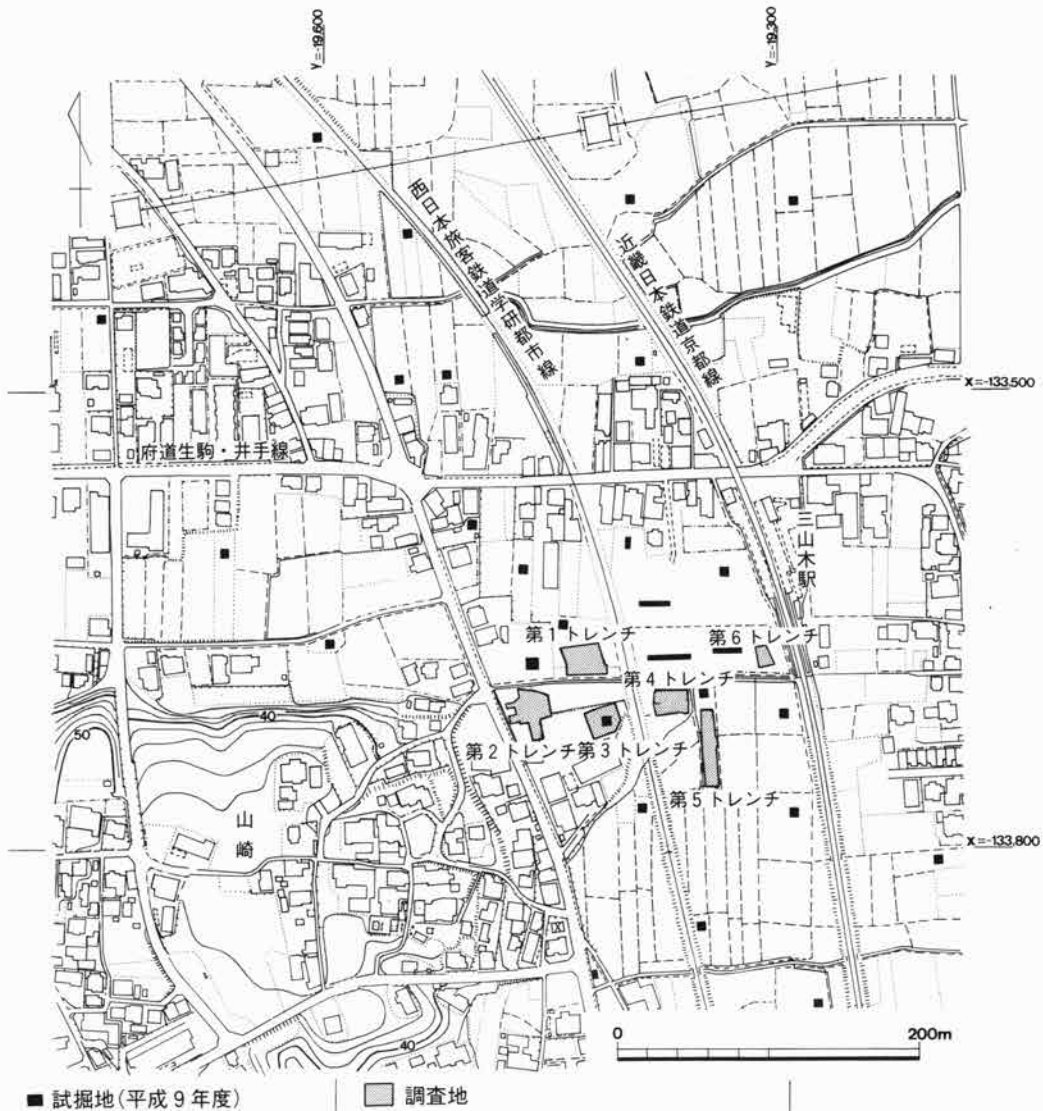 Y=-19,600
Y=-19,300
西日本旅客鉄道学研都市線
近畿日本鉄道京都線
X=-133,500
府道生駒・井手線
三山木駅
第1トレンチ
第6トレンチ
第4トレンチ
第2トレンチ
第3トレンチ
第5トレンチ
40
50
山崎
X=-133,800
40
0
200m
試掘地(平成9年度)
調査地